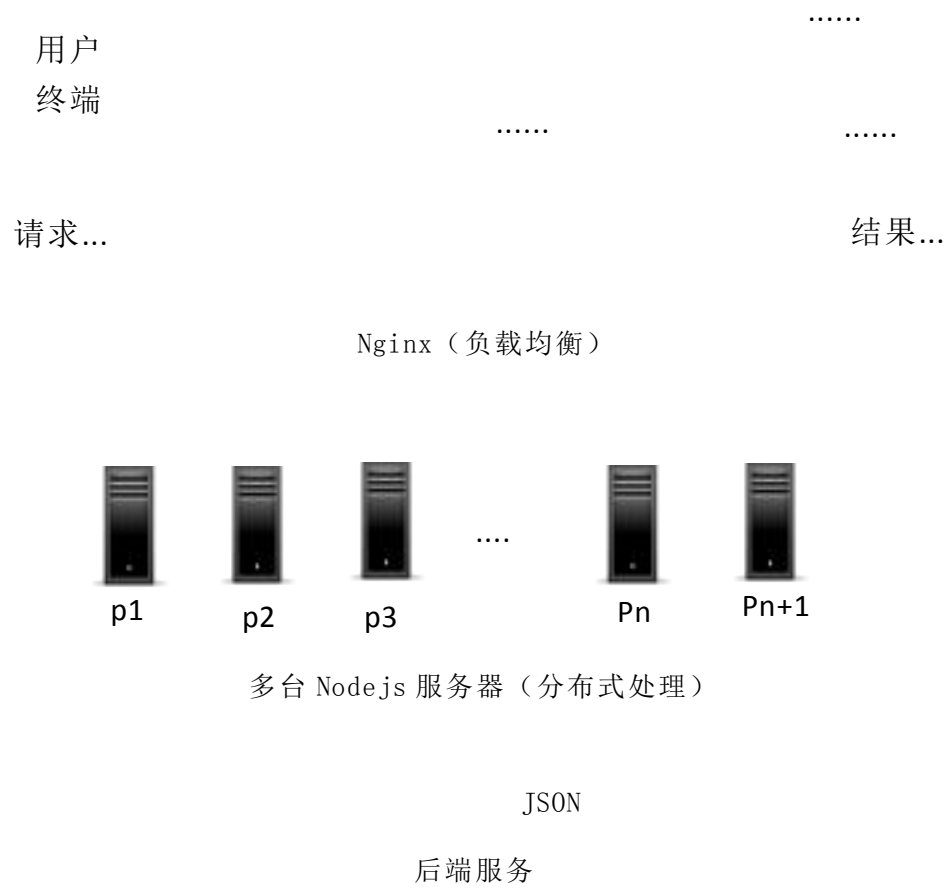 ......
用户
终端
...... ......
请求... 结果...
Nginx（负载均衡）
....
p1 p2 p3 Pn Pn+1
多台 Nodejs 服务器（分布式处理）
JSON
后端服务